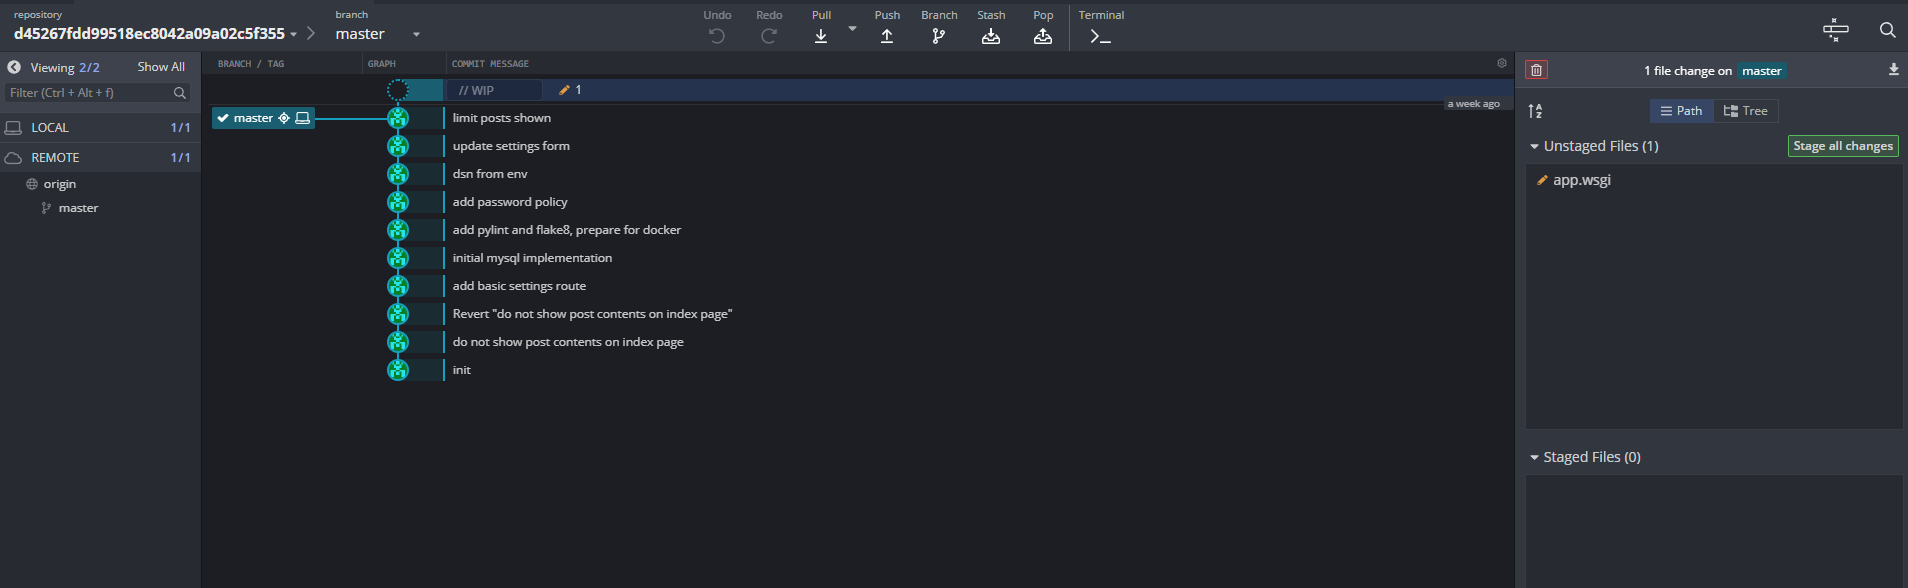 repository
d45267fdd99518ec8042a09a02c5f355
branch
master
Undo Redo Pull Push Branch Stash Pop Terminal
Viewing 2/2 Show All
Filter (Ctrl + Alt + f)
LOCAL 1/1
REMOTE 1/1
origin
master
BRANCH / TAG GRAPH COMMIT MESSAGE
// WIP 1
a week ago
master limit posts shown
update settings form
dsn from env
add password policy
add pylint and flake8, prepare for docker
initial mysql implementation
add basic settings route
Revert "do not show post contents on index page"
do not show post contents on index page
init
1 file change on master
Path Tree
Unstaged Files (1) Stage all changes
app.wsgi
Staged Files (0)